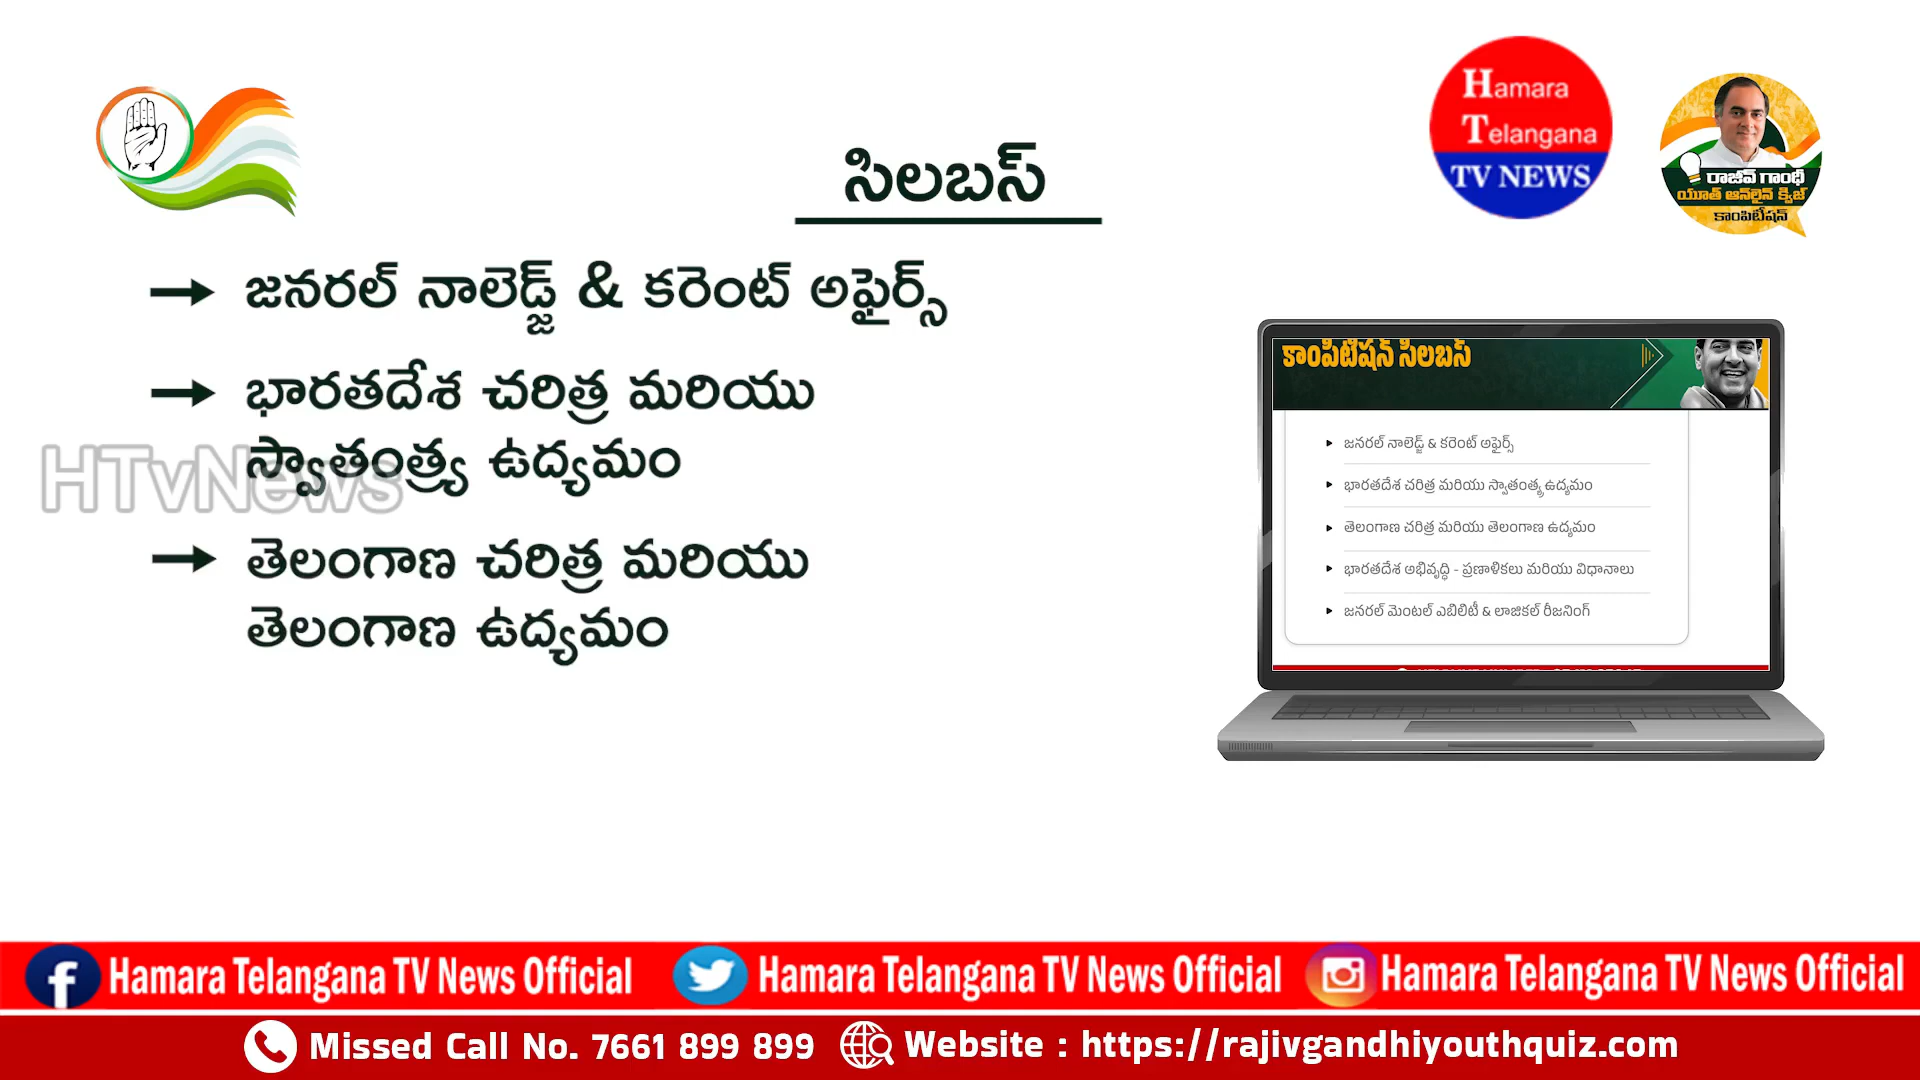 Hamara
Telangana
TV NEWS
రాజీవ్ గాంధీ
యూత్ ఆన్‌లైన్ క్విజ్
కాంపిటీషన్
సిలబస్
→ జనరల్ నాలెడ్జ్ & కరెంట్ అఫైర్స్
→ భారతదేశ చరిత్ర మరియు
స్వాతంత్ర్య ఉద్యమం
HTvNews
→ తెలంగాణ చరిత్ర మరియు
తెలంగాణ ఉద్యమం
కాంపిటీషన్ సిలబస్
జనరల్ నాలెడ్జ్ & కరెంట్ అఫైర్స్
భారతదేశ చరిత్ర మరియు స్వాతంత్య్ర ఉద్యమం
తెలంగాణ చరిత్ర మరియు తెలంగాణ ఉద్యమం
భారతదేశ అభివృద్ధి - ప్రణాళికలు మరియు విధానాలు
జనరల్ మెంటల్ ఎబిలిటీ & లాజికల్ రీజనింగ్
Hamara Telangana TV News Official
Hamara Telangana TV News Official
Hamara Telangana TV News Official
Missed Call No. 7661 899 899
Website : https://rajivgandhiyouthquiz.com